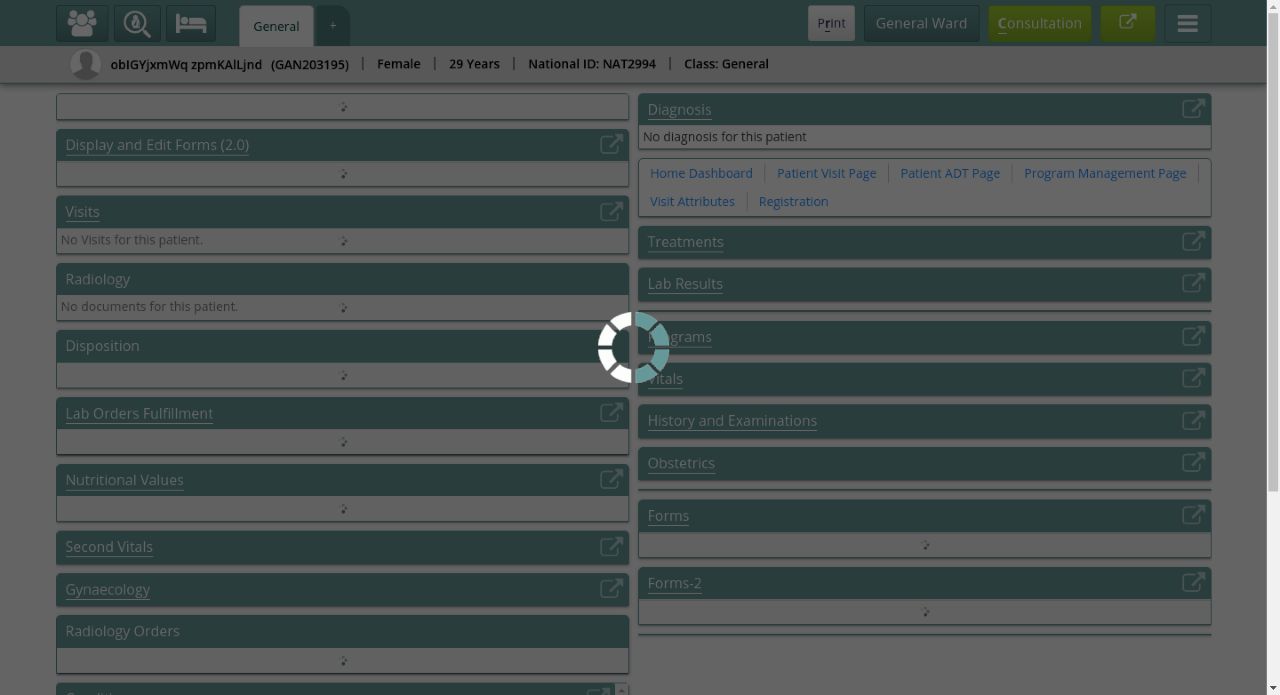 General
+
Print
General Ward
Consultation
obIGYjxmWq zpmKAlLjnd (GAN203195) | Female | 29 Years | National ID: NAT2994 | Class: General
Display and Edit Forms (2.0)
Visits
No Visits for this patient.
Radiology
No documents for this patient.
Disposition
Lab Orders Fulfillment
Nutritional Values
Second Vitals
Gynaecology
Radiology Orders
Diagnosis
No diagnosis for this patient
Home Dashboard | Patient Visit Page | Patient ADT Page | Program Management Page |
Visit Attributes | Registration
Treatments
Lab Results
Programs
Vitals
History and Examinations
Obstetrics
Forms
Forms-2